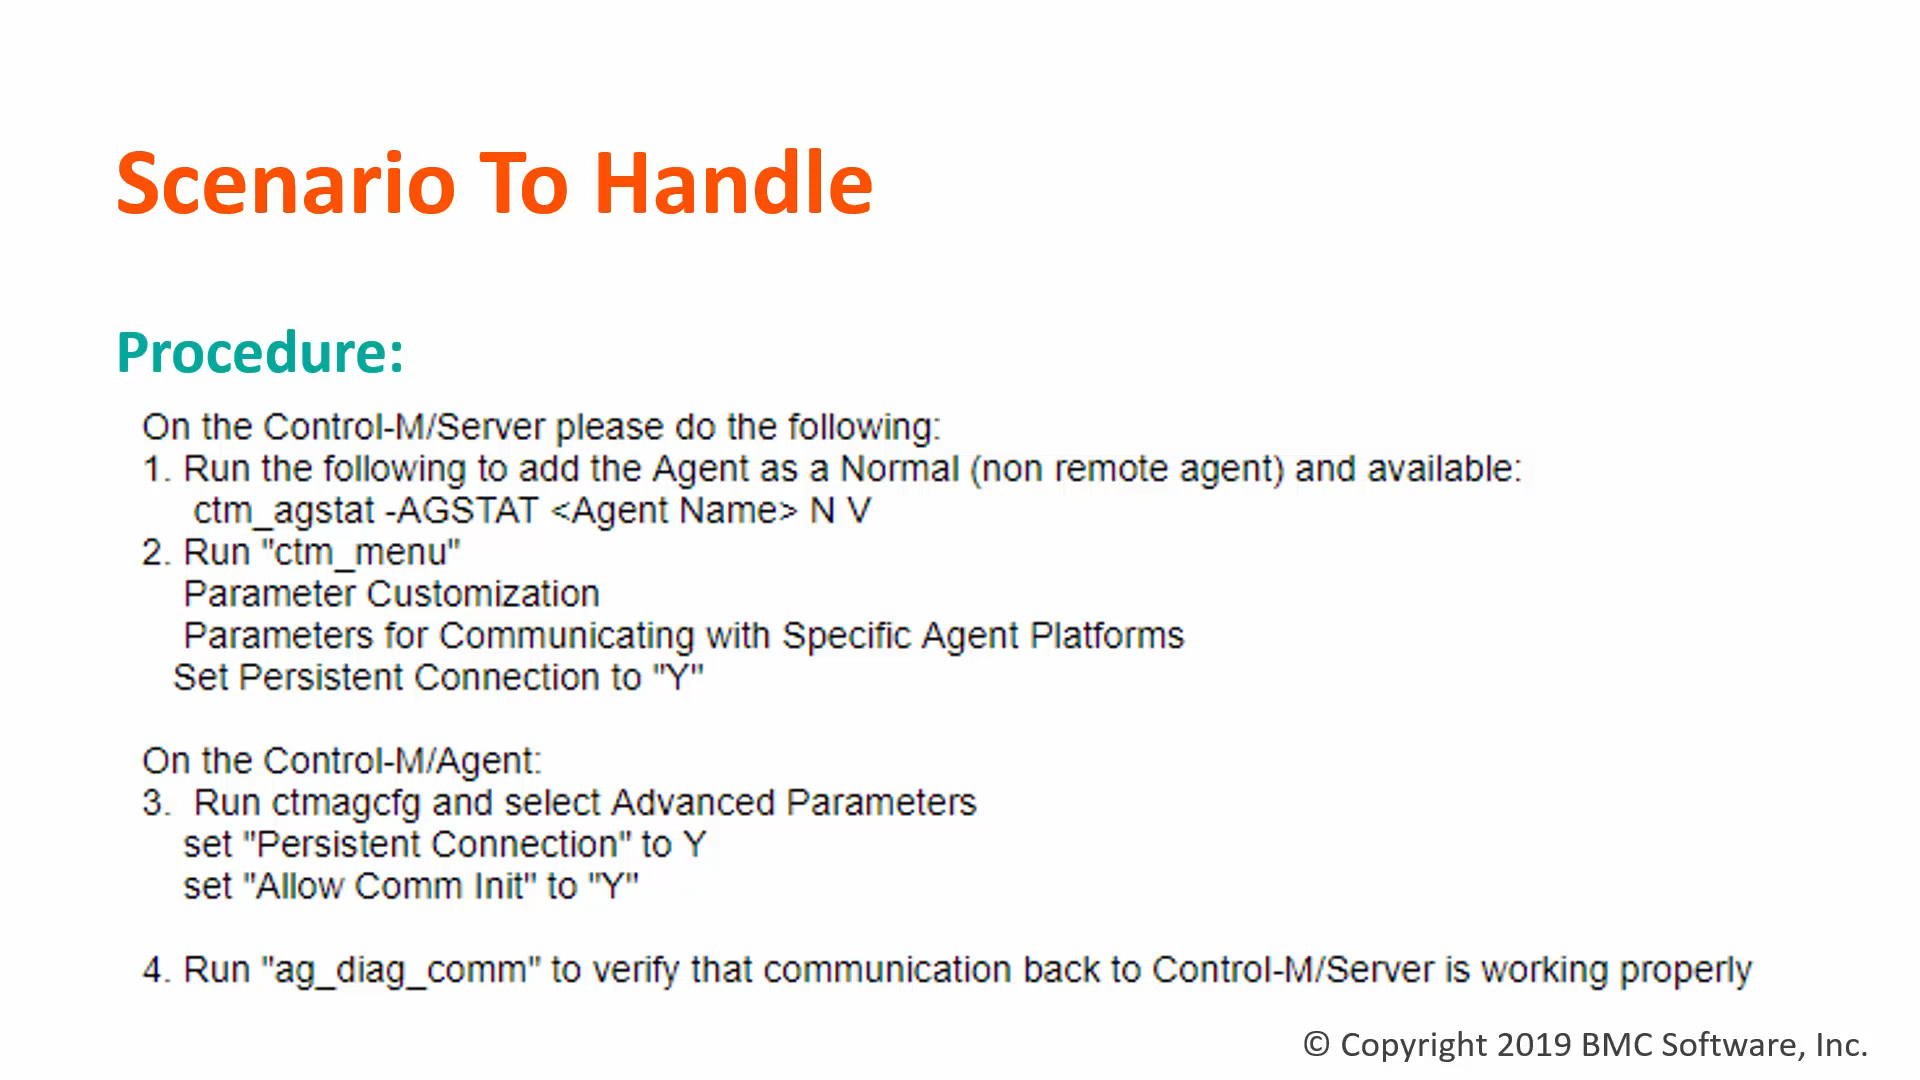 Scenario To Handle
Procedure:
On the Control-M/Server please do the following:
1. Run the following to add the Agent as a Normal (non remote agent) and available:
ctm_agstat -AGSTAT <Agent Name> N V
2. Run "ctm_menu"
Parameter Customization
Parameters for Communicating with Specific Agent Platforms
Set Persistent Connection to "Y"
On the Control-M/Agent:
3. Run ctmagcfg and select Advanced Parameters
set "Persistent Connection" to Y
set "Allow Comm Init" to "Y"
4. Run "ag_diag_comm" to verify that communication back to Control-M/Server is working properly
© Copyright 2019 BMC Software, Inc.